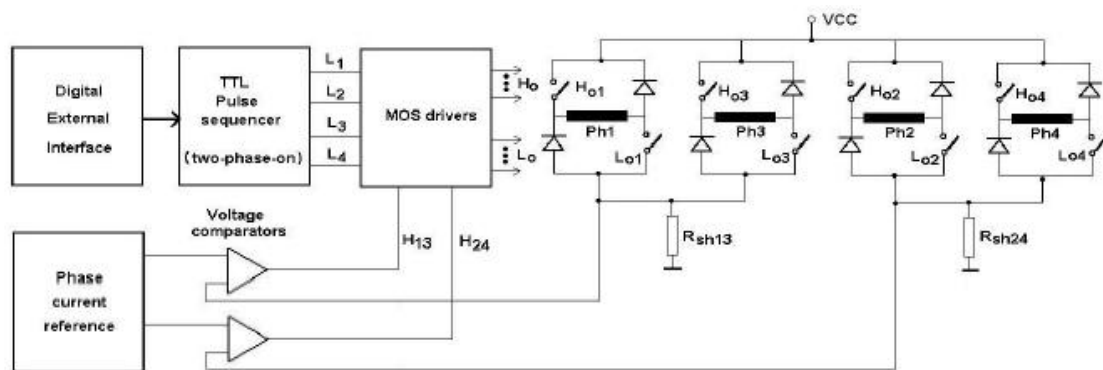 VCC
Digital
External
Interface
TTL
Pulse
sequencer
(two-phase-on)
L1
L2
L3
L4
MOS drivers
Ho
Lo
Ho1
Ph1
Lo1
Ho3
Ph3
Lo3
Ho2
Ph2
Lo2
Ho4
Ph4
Lo4
Voltage
comparators
H13
H24
Rsh13
Rsh24
Phase
current
reference